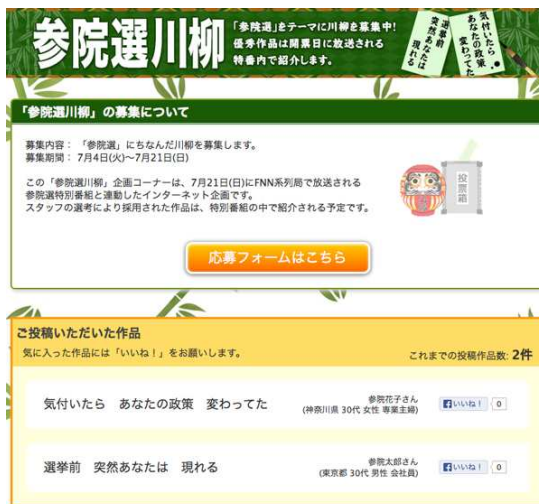 参院選川柳
「参院選」をテーマに川柳を募集中!
優秀作品は開票日に放送される
特番内で紹介します。
気付いたら
あなたの政策
変わってた
選挙前
突然あなたは
現れる
「参院選川柳」の募集について
募集内容： 「参院選」にちなんだ川柳を募集します。
募集期間： 7月4日(火)〜7月21日(日)
この「参院選川柳」企画コーナーは、7月21日(日)にFNN系列局で放送される
参院選特別番組と連動したインターネット企画です。
スタッフの選考により採用された作品は、特別番組の中で紹介される予定です。
投票箱
応募フォームはこちら
ご投稿いただいた作品
気に入った作品には「いいね！」をお願いします。
これまでの投稿作品数: 2件
気付いたら　あなたの政策　変わってた
参院花子さん
(神奈川県 30代 女性 専業主婦)
いいね！ 0
選挙前　突然あなたは　現れる
参院太郎さん
(東京都 30代 男性 会社員)
いいね！ 0